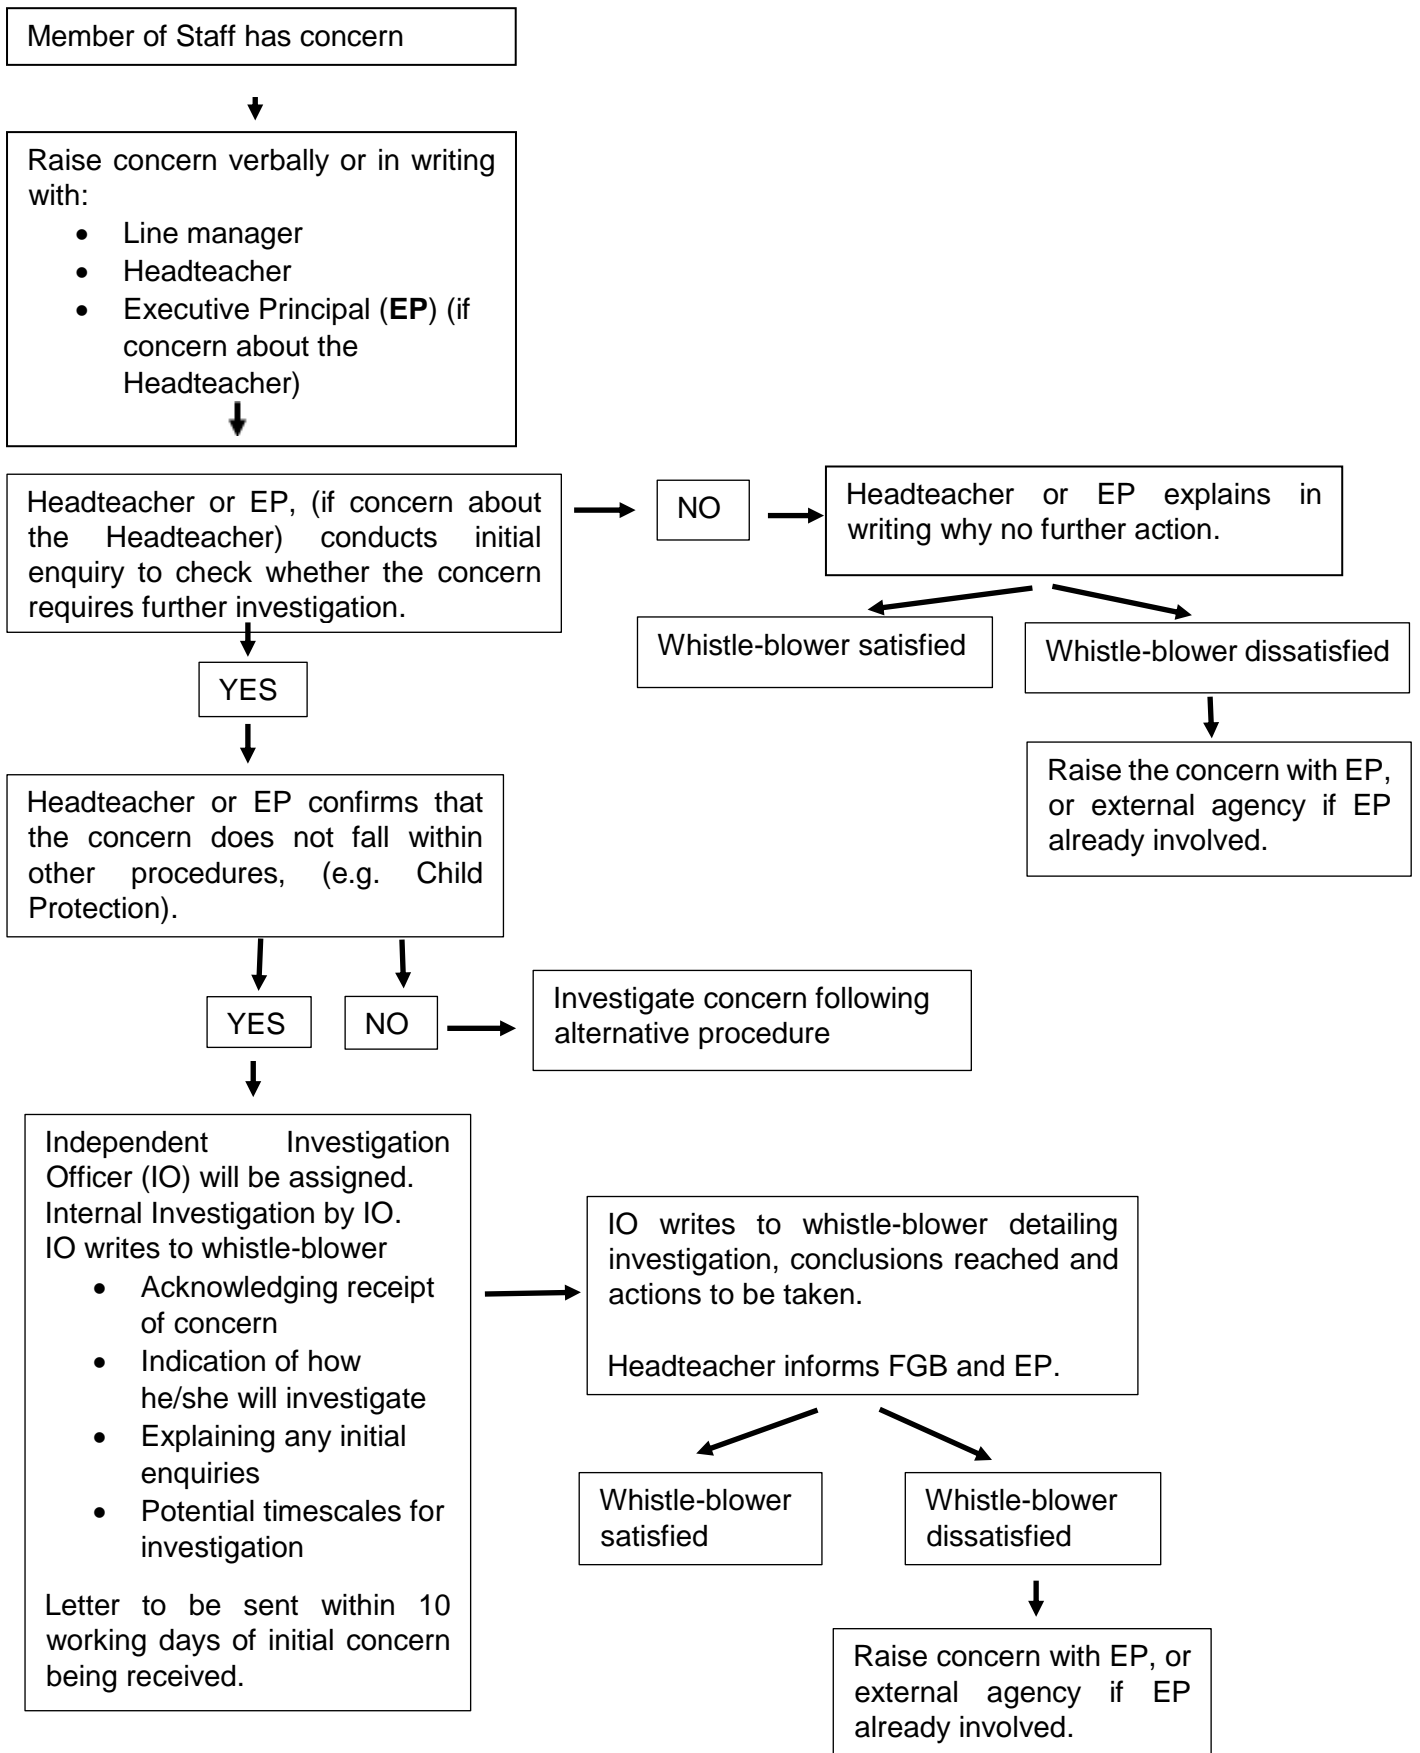 Member of Staff has concern
Raise concern verbally or in writing
with:
• Line manager
• Headteacher
• Executive Principal (EP) (if
concern about the
Headteacher)
Headteacher or EP, (if concern about
the Headteacher) conducts initial
enquiry to check whether the concern
requires further investigation.
NO
Headteacher or EP explains in
writing why no further action.
Whistle-blower satisfied
Whistle-blower dissatisfied
Raise the concern with EP,
or external agency if EP
already involved.
YES
Headteacher or EP confirms that
the concern does not fall within
other procedures, (e.g. Child
Protection).
YES
NO
Investigate concern following
alternative procedure
Independent Investigation
Officer (IO) will be assigned.
Internal Investigation by IO.
IO writes to whistle-blower
• Acknowledging receipt
of concern
• Indication of how
he/she will investigate
• Explaining any initial
enquiries
• Potential timescales for
investigation
Letter to be sent within 10
working days of initial concern
being received.
IO writes to whistle-blower detailing
investigation, conclusions reached and
actions to be taken.
Headteacher informs FGB and EP.
Whistle-blower
satisfied
Whistle-blower
dissatisfied
Raise concern with EP, or
external agency if EP
already involved.